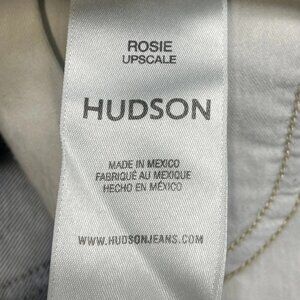 ROSIE
UPSCALE
HUDSON
MADE IN MEXICO
FABRIQUÉ AU MEXIQUE
HECHO EN MÉXICO
WWW.HUDSONJEANS.COM